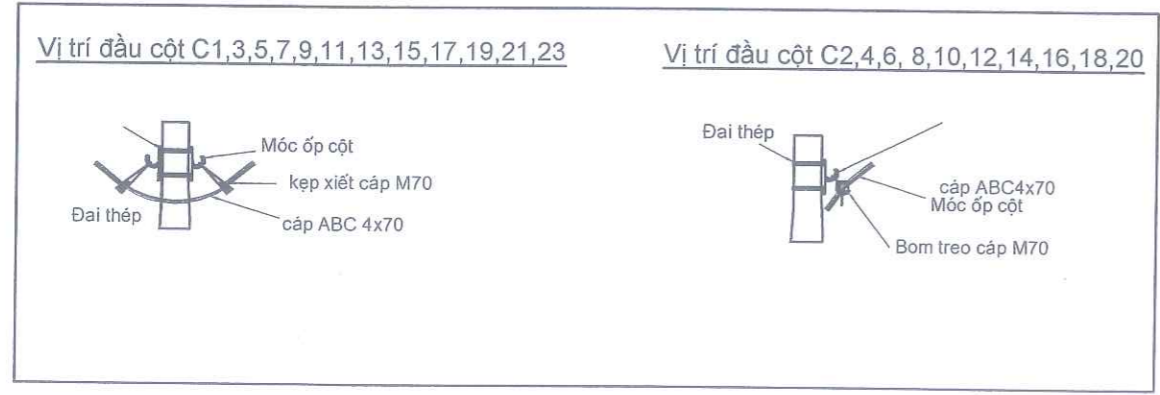 Vị trí đầu cột C1,3,5,7,9,11,13,15,17,19,21,23
Móc ốp cột
kẹp xiết cáp M70
Đai thép
cáp ABC 4x70
Vị trí đầu cột C2,4,6, 8,10,12,14,16,18,20
Đai thép
cáp ABC4x70
Móc ốp cột
Bom treo cáp M70